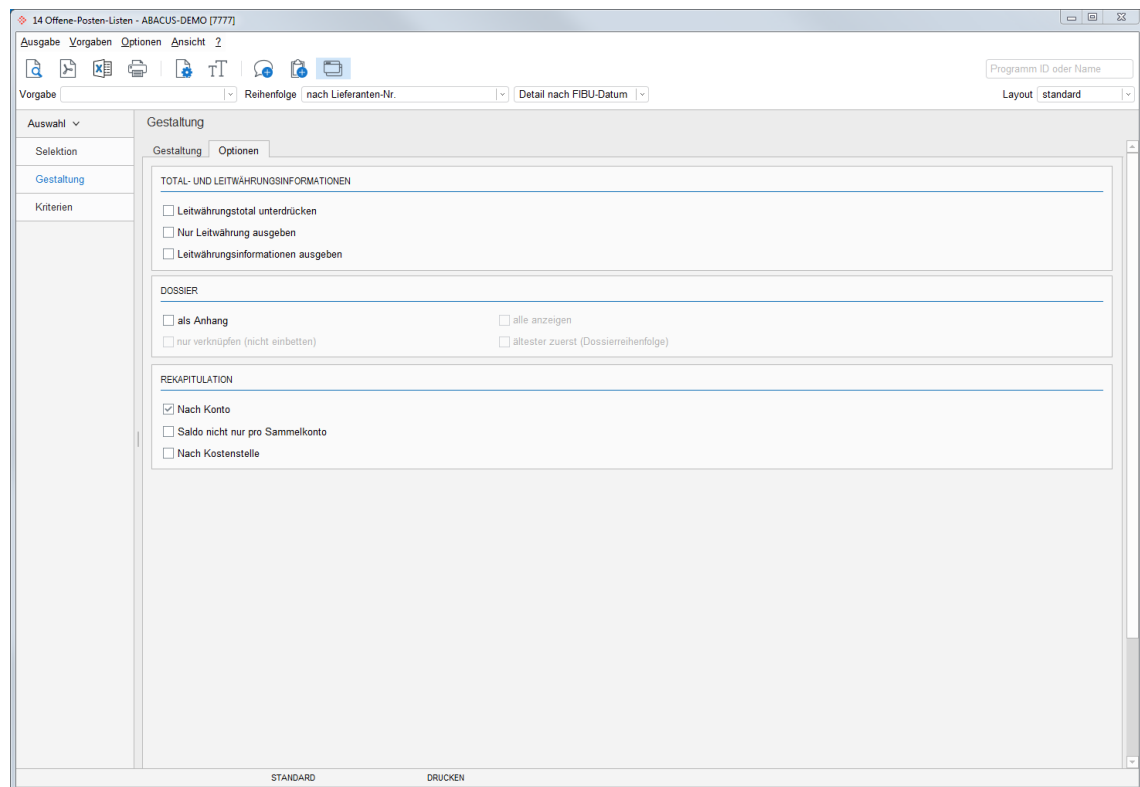 14 Offene-Posten-Listen - ABACUS-DEMO [7777]
Ausgabe Vorgaben Optionen Ansicht ?
Programm ID oder Name
Vorgabe Reihenfolge nach Lieferanten-Nr. Detail nach FIBU-Datum Layout standard
Auswahl
Selektion
Gestaltung
Kriterien
Gestaltung
Gestaltung Optionen
TOTAL- UND LEITWÄHRUNGSINFORMATIONEN
Leitwährungstotal unterdrücken
Nur Leitwährung ausgeben
Leitwährungsinformationen ausgeben
DOSSIER
als Anhang alle anzeigen
nur verknüpfen (nicht einbetten) ältester zuerst (Dossierreihenfolge)
REKAPITULATION
Nach Konto
Saldo nicht nur pro Sammelkonto
Nach Kostenstelle
STANDARD DRUCKEN